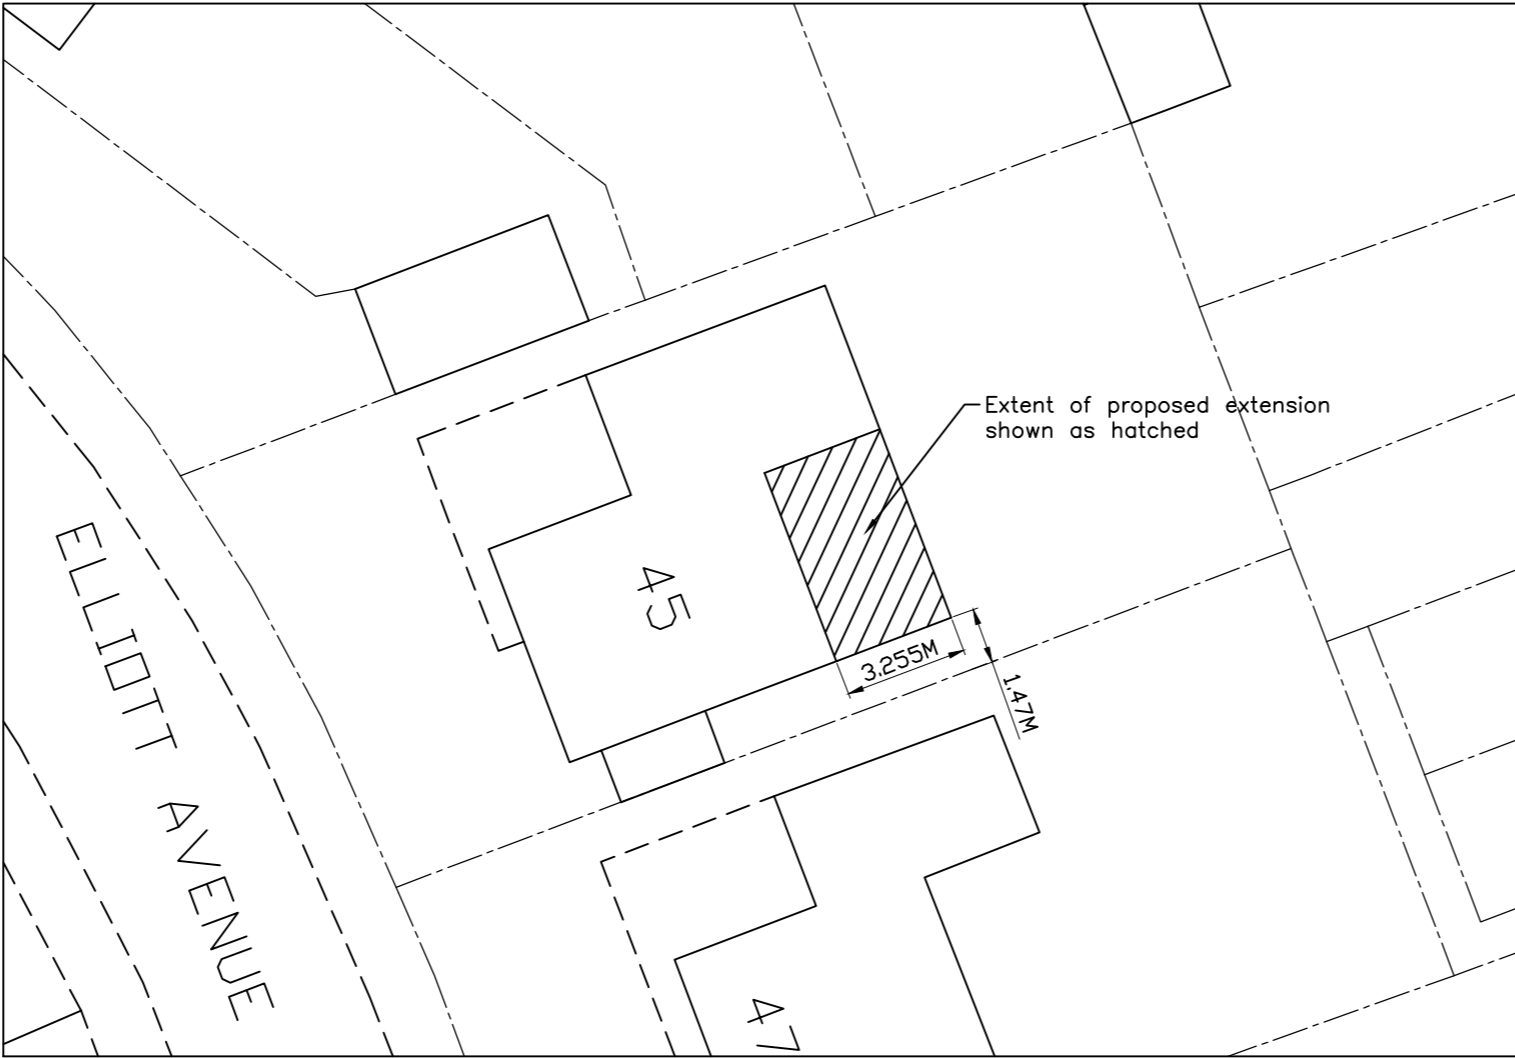 Extent of proposed extension
shown as hatched
45
3.255M
1.47M
ELLIOTT AVENUE
47